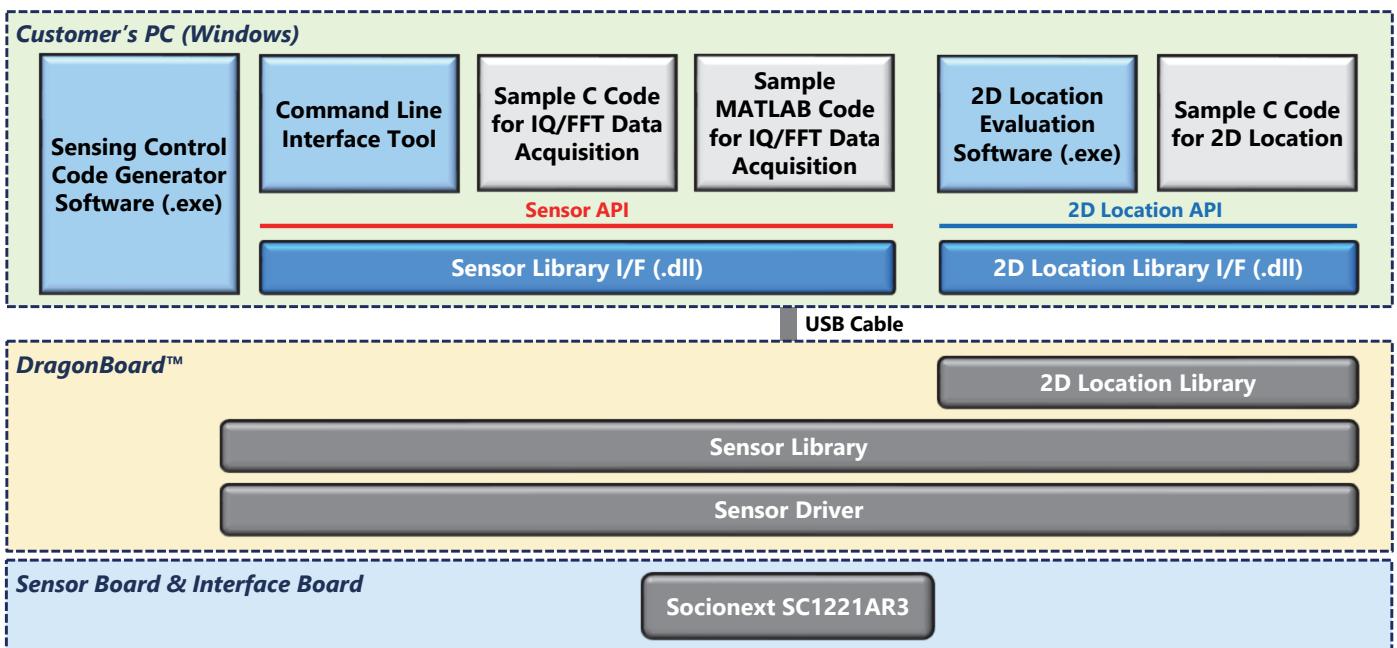 Customer's PC (Windows)
Sensing Control
Code Generator
Software (.exe)
Command Line
Interface Tool
Sample C Code
for IQ/FFT Data
Acquisition
Sample
MATLAB Code
for IQ/FFT Data
Acquisition
2D Location
Evaluation
Software (.exe)
Sample C Code
for 2D Location
Sensor API
2D Location API
Sensor Library I/F (.dll)
2D Location Library I/F (.dll)
USB Cable
DragonBoard™
2D Location Library
Sensor Library
Sensor Driver
Sensor Board & Interface Board
Socionext SC1221AR3